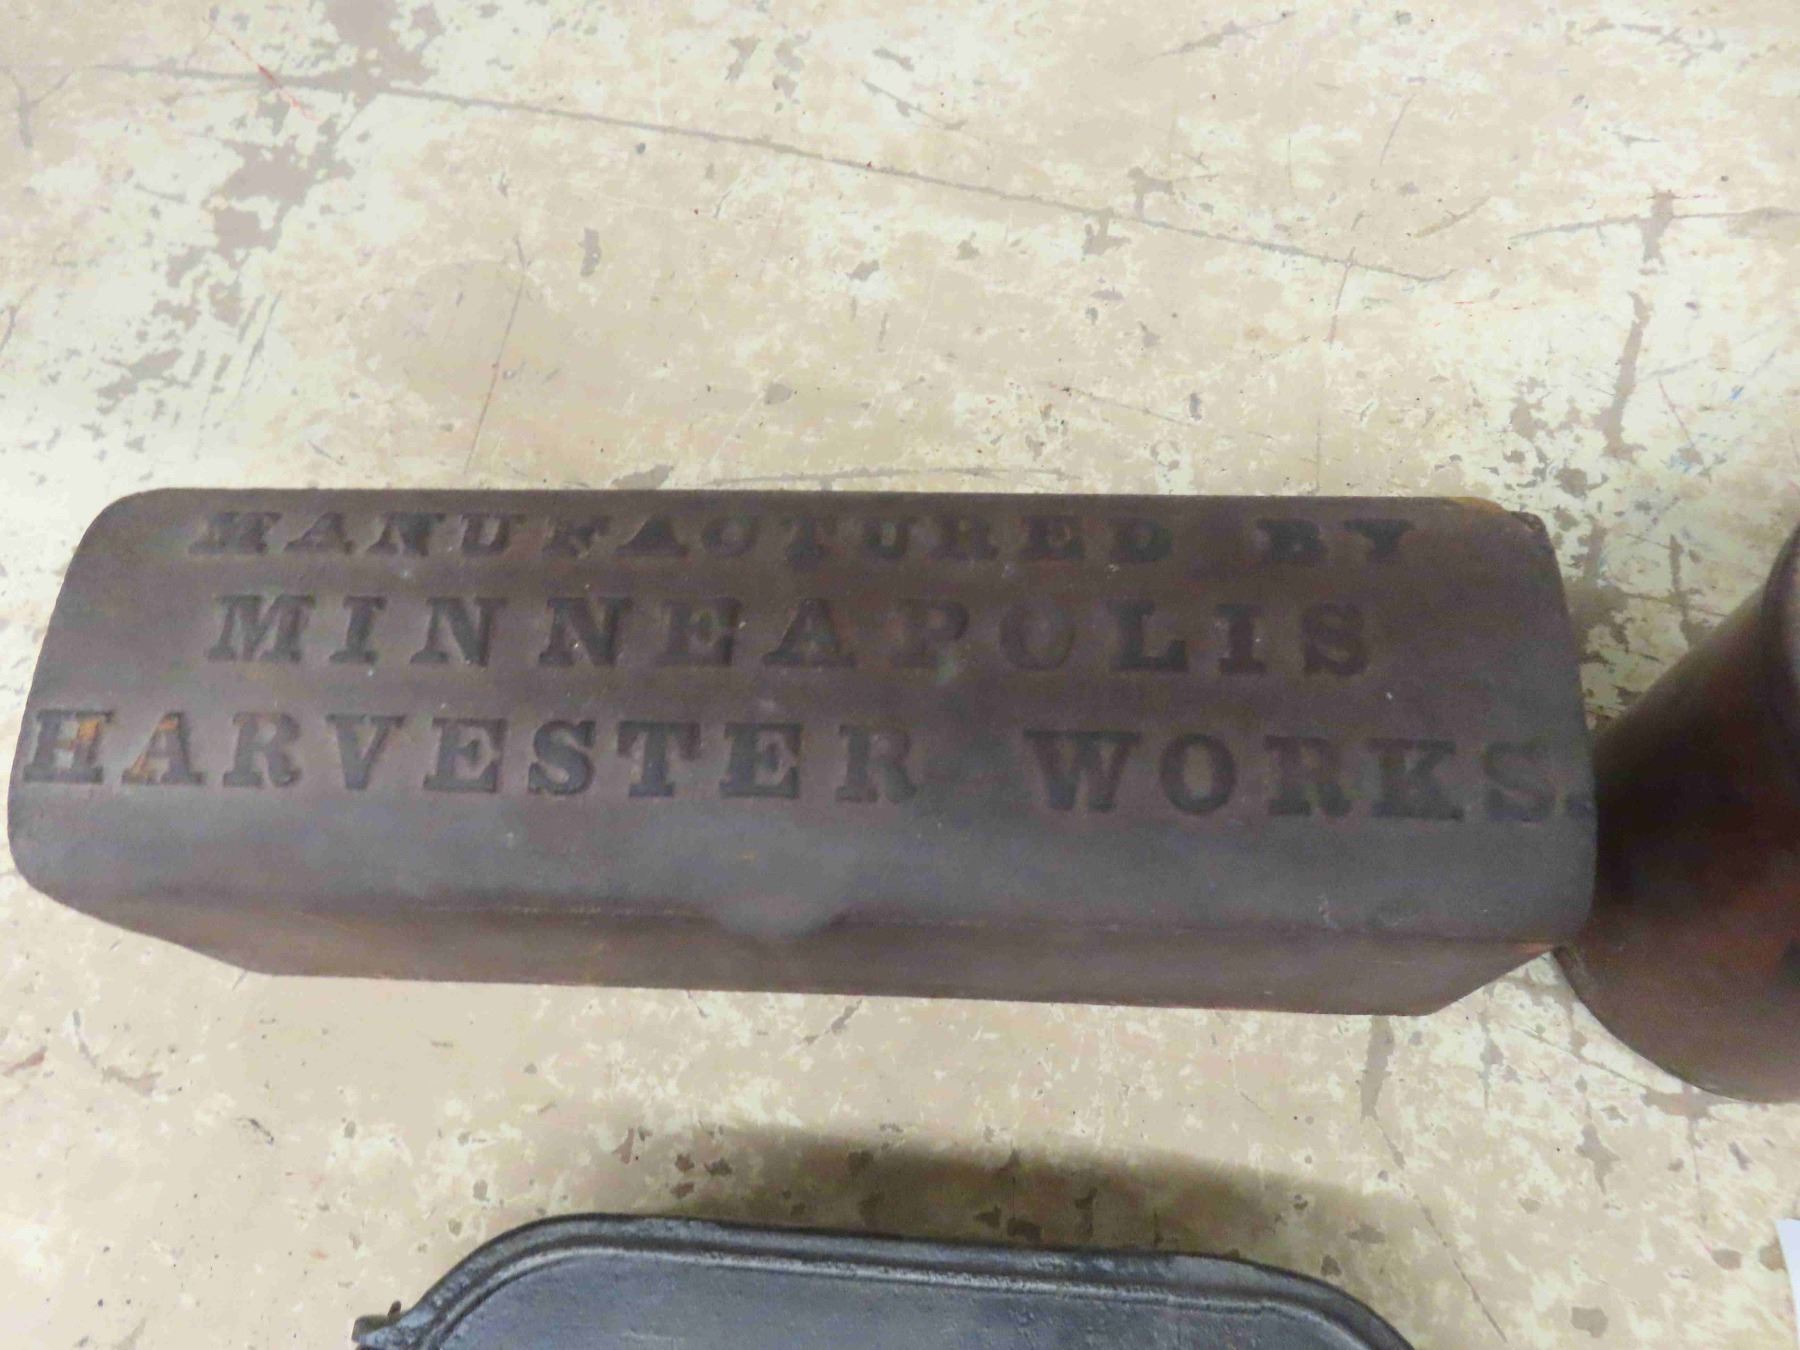 MANUFACTURED BY
MINNEAPOLIS
HARVESTER WORKS.